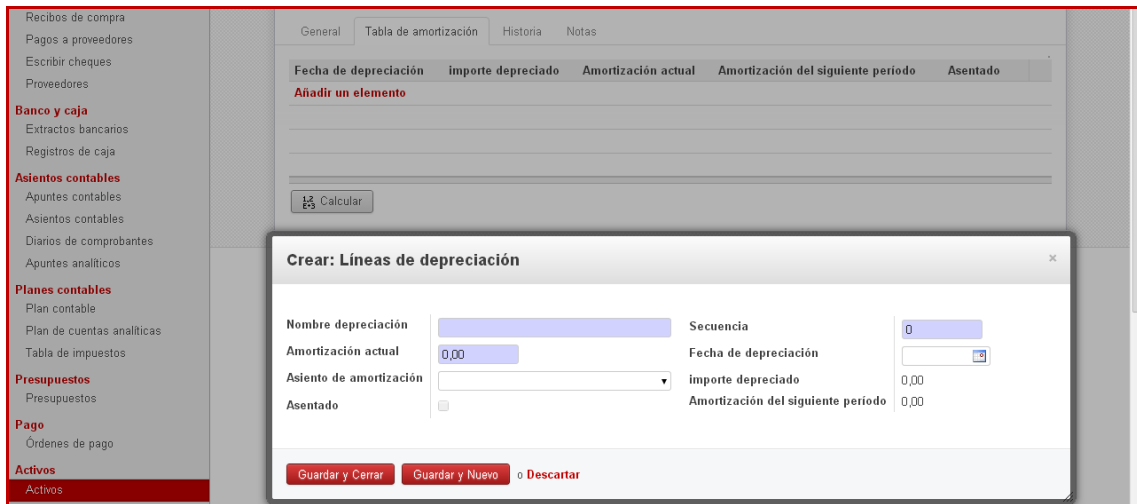 Recibos de compra
Pagos a proveedores
Escribir cheques
Proveedores
Banco y caja
Extractos bancarios
Registros de caja
Asientos contables
Apuntes contables
Asientos contables
Diarios de comprobantes
Apuntes analíticos
Planes contables
Plan contable
Plan de cuentas analíticas
Tabla de impuestos
Presupuestos
Presupuestos
Pago
Órdenes de pago
Activos
Activos
General Tabla de amortización Historia Notas
Fecha de depreciación importe depreciado Amortización actual Amortización del siguiente período Asentado
Añadir un elemento
Calcular
Crear: Líneas de depreciación ×
Nombre depreciación
Amortización actual 0,00
Asiento de amortización
Asentado
Secuencia 0
Fecha de depreciación
importe depreciado 0,00
Amortización del siguiente período 0,00
Guardar y Cerrar Guardar y Nuevo o Descartar